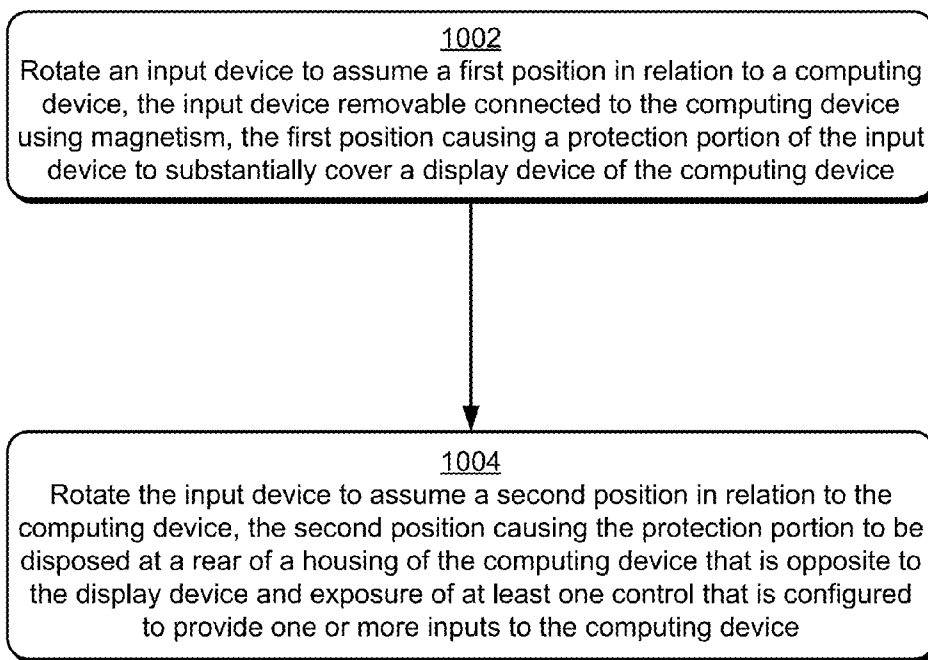 1002
Rotate an input device to assume a first position in relation to a computing
device, the input device removable connected to the computing device
using magnetism, the first position causing a protection portion of the input
device to substantially cover a display device of the computing device
1004
Rotate the input device to assume a second position in relation to the
computing device, the second position causing the protection portion to be
disposed at a rear of a housing of the computing device that is opposite to
the display device and exposure of at least one control that is configured
to provide one or more inputs to the computing device